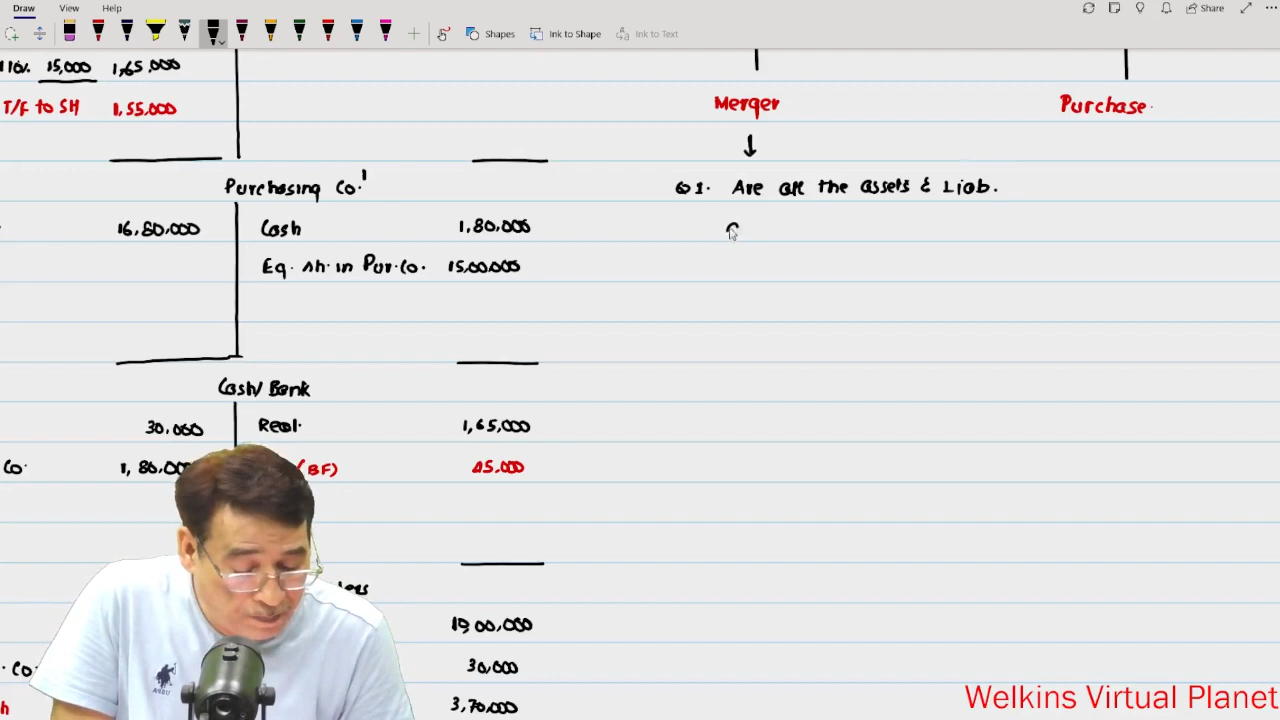 Draw View Help
Share
Shapes Ink to Shape Ink to Text
110% 15,000 1,65,000
T/F to SH 1,55,000
Merger Purchase.
Purchasing Co.'
Q1. Are all the assets & Liab.
16,80,000 Cash 1,80,000
Eq. sh. in Pur. Co. 15,00,000
Cash/Bank
30,000 Real. 1,65,000
Co. 1,80,000 (BF) 45,000
15,00,000
Co. 30,000
3,70,000
Welkins Virtual Planet